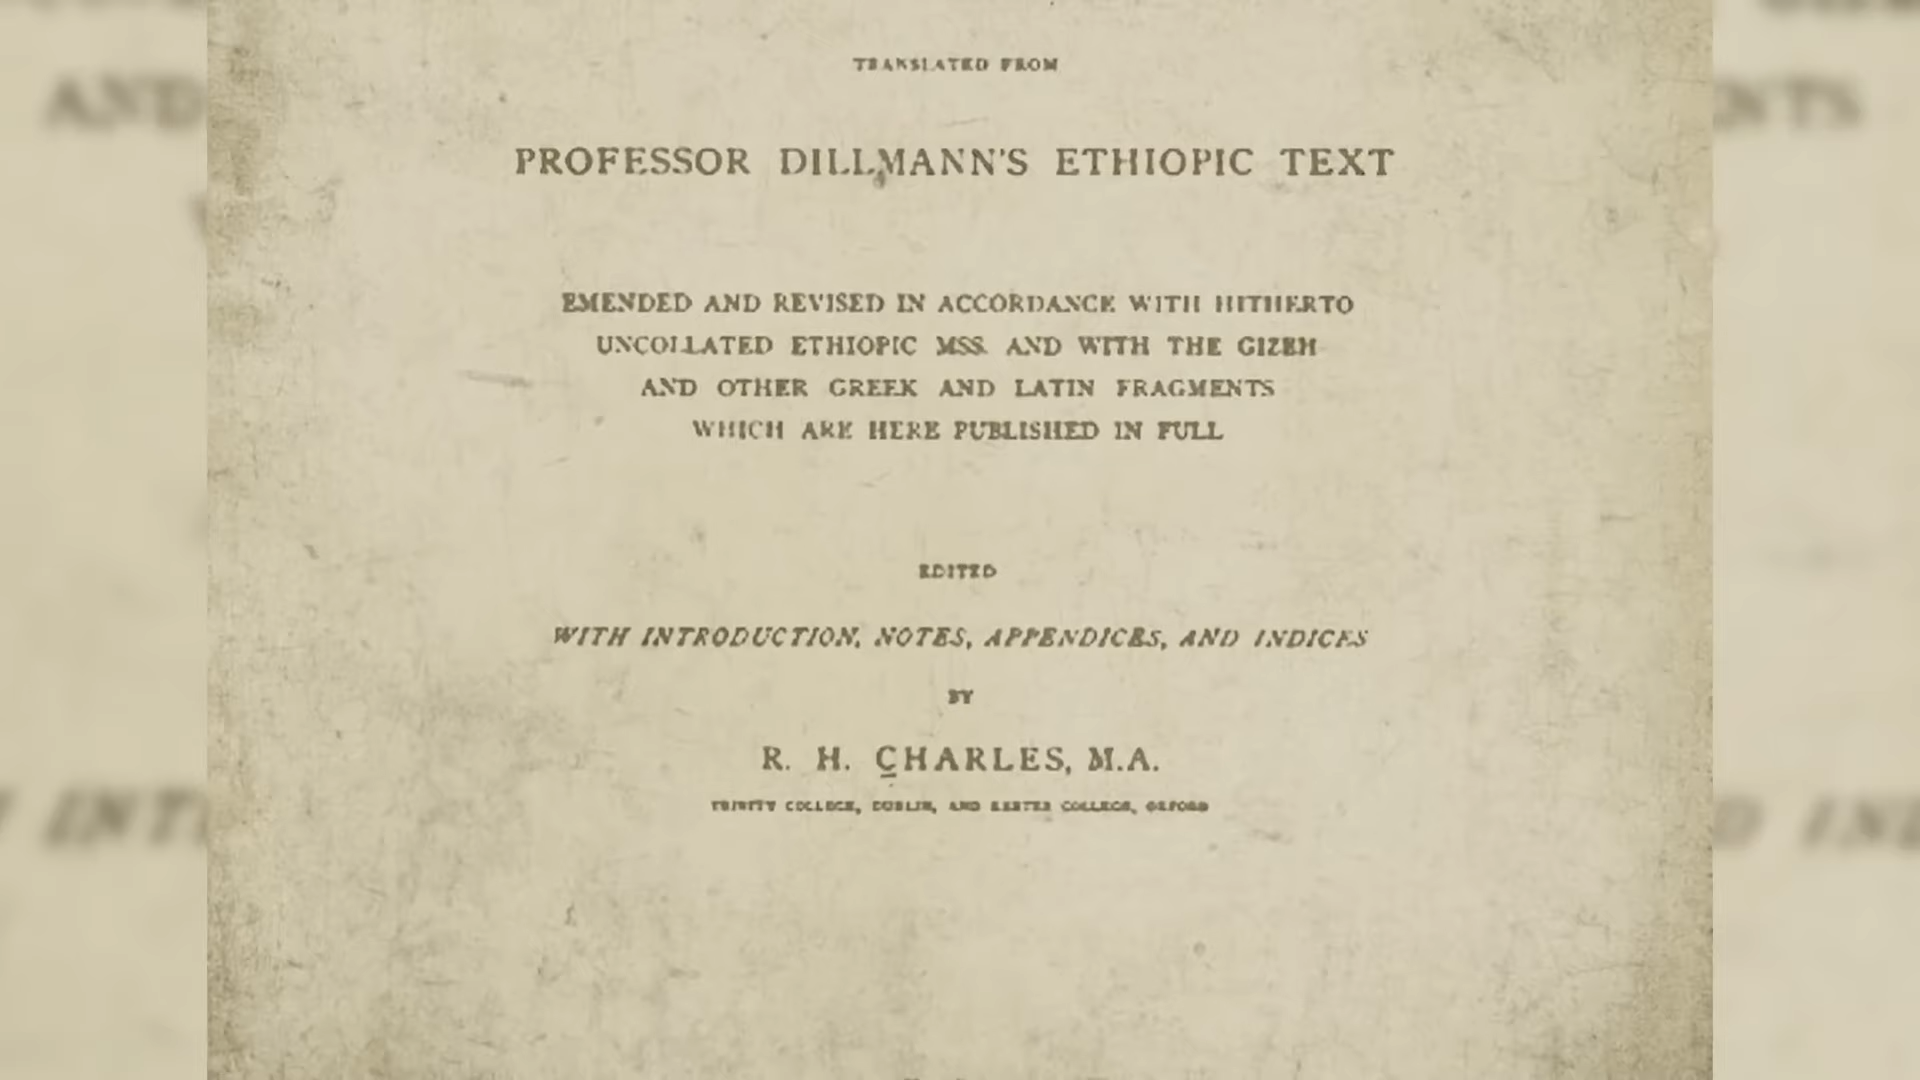 TRANSLATED FROM
PROFESSOR DILLMANN'S ETHIOPIC TEXT
EMENDED AND REVISED IN ACCORDANCE WITH HITHERTO
UNCOLLATED ETHIOPIC MSS. AND WITH THE GIZEH
AND OTHER GREEK AND LATIN FRAGMENTS
WHICH ARE HERE PUBLISHED IN FULL
EDITED
WITH INTRODUCTION, NOTES, APPENDICES, AND INDICES
BY
R. H. CHARLES, M.A.
TRINITY COLLEGE, DUBLIN, AND EXETER COLLEGE, OXFORD